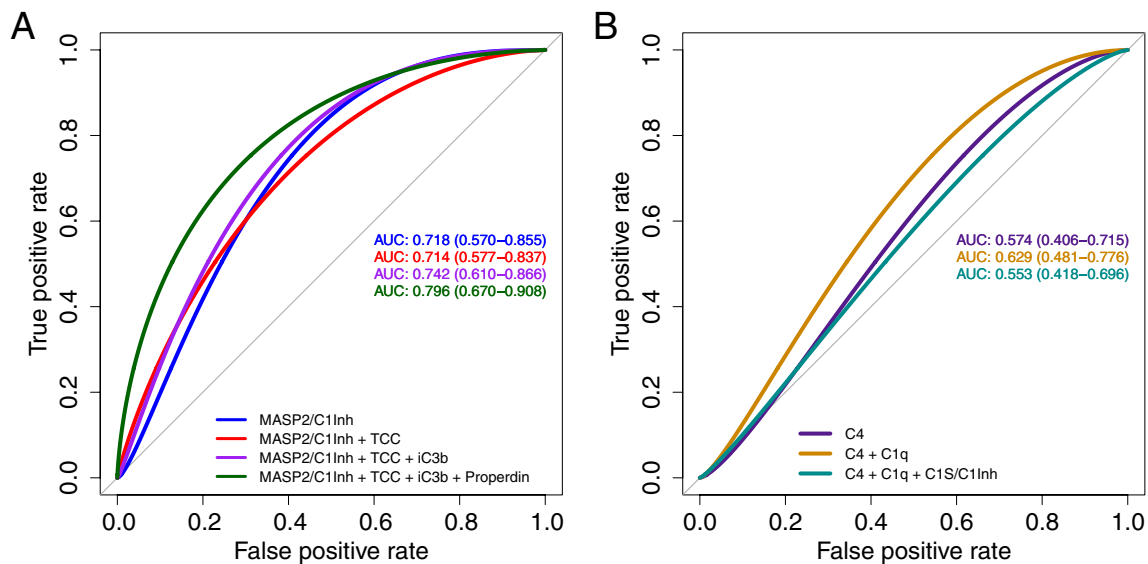 A
True positive rate
1.0
0.8
0.6
0.4
0.2
0.0
AUC: 0.718 (0.570–0.855)
AUC: 0.714 (0.577–0.837)
AUC: 0.742 (0.610–0.866)
AUC: 0.796 (0.670–0.908)
MASP2/C1Inh
MASP2/C1Inh + TCC
MASP2/C1Inh + TCC + iC3b
MASP2/C1Inh + TCC + iC3b + Properdin
0.0 0.2 0.4 0.6 0.8 1.0
False positive rate
B
True positive rate
1.0
0.8
0.6
0.4
0.2
0.0
AUC: 0.574 (0.406–0.715)
AUC: 0.629 (0.481–0.776)
AUC: 0.553 (0.418–0.696)
C4
C4 + C1q
C4 + C1q + C1S/C1Inh
0.0 0.2 0.4 0.6 0.8 1.0
False positive rate